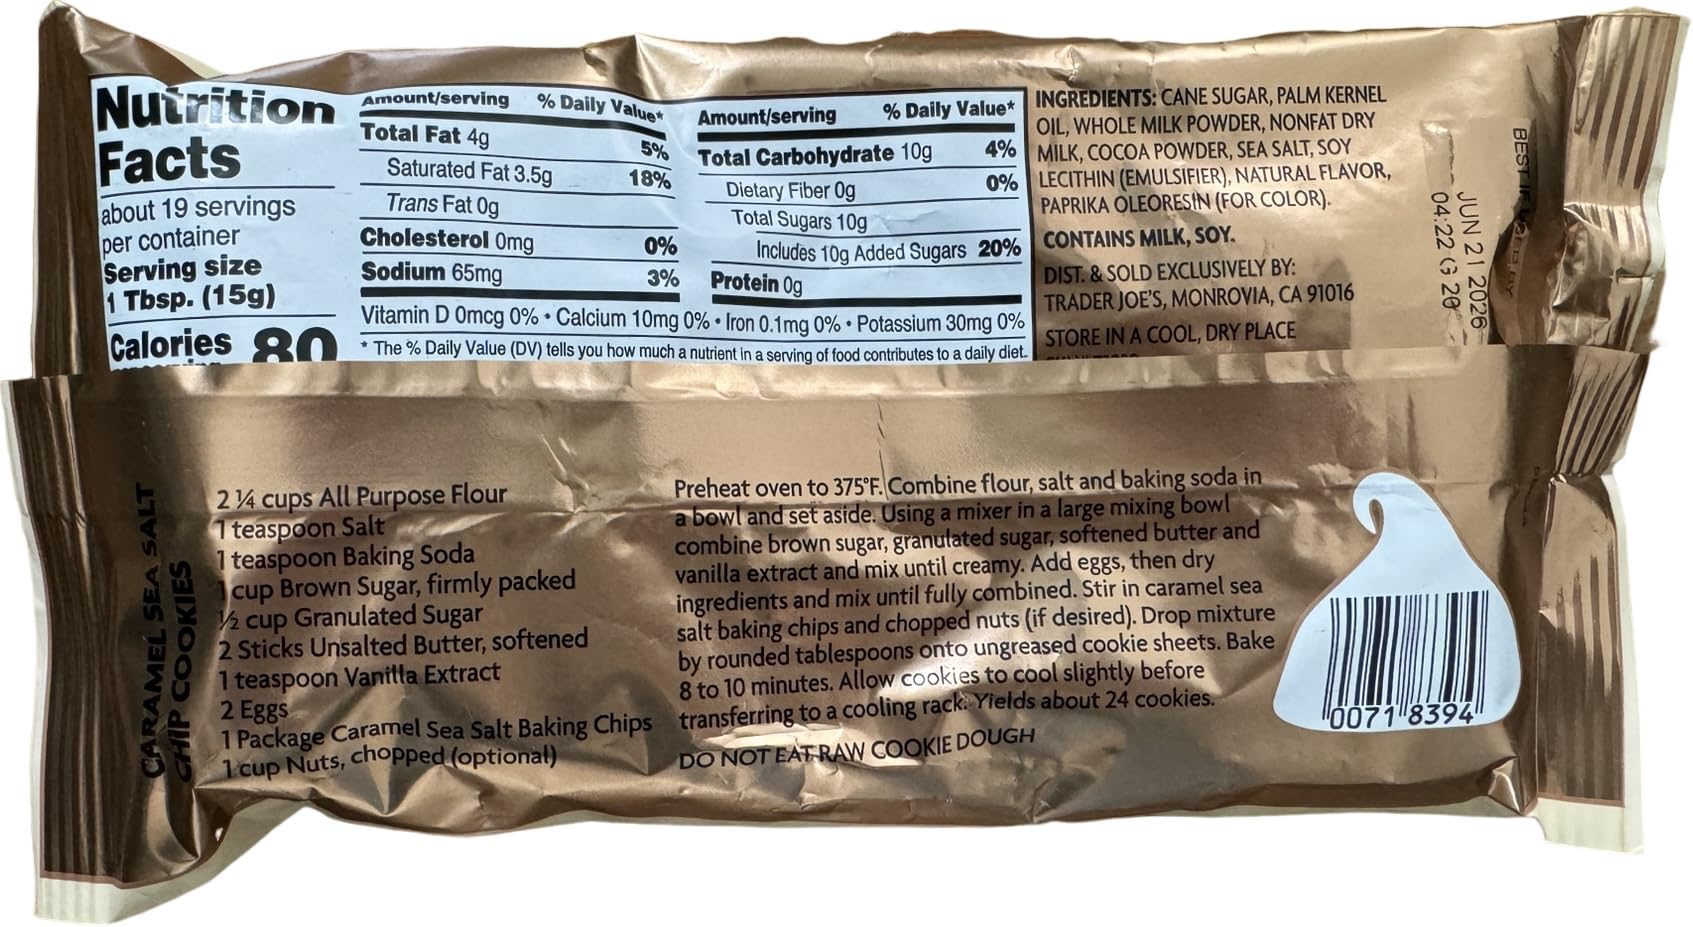 Nutrition
Facts
about 19 servings
per container
Serving size
1 Tbsp. (15g)
Calories 80
Amount/serving % Daily Value*
Total Fat 4g 5%
Saturated Fat 3.5g 18%
Trans Fat 0g
Cholesterol 0mg 0%
Sodium 65mg 3%
Amount/serving % Daily Value*
Total Carbohydrate 10g 4%
Dietary Fiber 0g 0%
Total Sugars 10g
Includes 10g Added Sugars 20%
Protein 0g
Vitamin D 0mcg 0% • Calcium 10mg 0% • Iron 0.1mg 0% • Potassium 30mg 0%
* The % Daily Value (DV) tells you how much a nutrient in a serving of food contributes to a daily diet.
INGREDIENTS: CANE SUGAR, PALM KERNEL
OIL, WHOLE MILK POWDER, NONFAT DRY
MILK, COCOA POWDER, SEA SALT, SOY
LECITHIN (EMULSIFIER), NATURAL FLAVOR,
PAPRIKA OLEORESIN (FOR COLOR).
CONTAINS MILK, SOY.
DIST. & SOLD EXCLUSIVELY BY:
TRADER JOE'S, MONROVIA, CA 91016
STORE IN A COOL, DRY PLACE
BEST IF
JUN 21 2026
04:22 G 20
CARAMEL SEA SALT
CHIP COOKIES
2 ¼ cups All Purpose Flour
1 teaspoon Salt
1 teaspoon Baking Soda
1 cup Brown Sugar, firmly packed
½ cup Granulated Sugar
2 Sticks Unsalted Butter, softened
1 teaspoon Vanilla Extract
2 Eggs
1 Package Caramel Sea Salt Baking Chips
1 cup Nuts, chopped (optional)
Preheat oven to 375°F. Combine flour, salt and baking soda in
a bowl and set aside. Using a mixer in a large mixing bowl
combine brown sugar, granulated sugar, softened butter and
vanilla extract and mix until creamy. Add eggs, then dry
ingredients and mix until fully combined. Stir in caramel sea
salt baking chips and chopped nuts (if desired). Drop mixture
by rounded tablespoons onto ungreased cookie sheets. Bake
8 to 10 minutes. Allow cookies to cool slightly before
transferring to a cooling rack. Yields about 24 cookies.
DO NOT EAT RAW COOKIE DOUGH
0071 8394